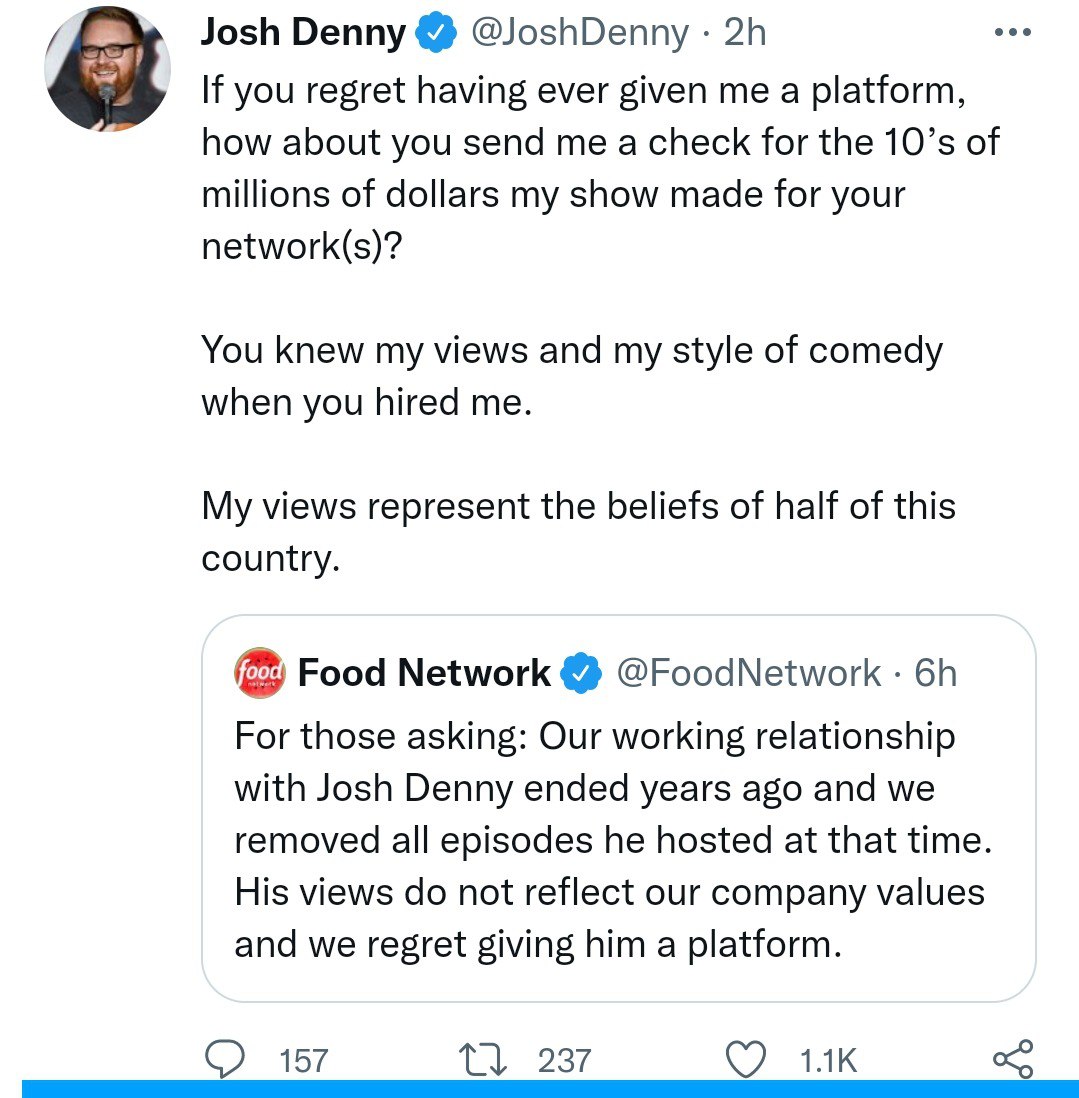 Josh Denny @JoshDenny · 2h
If you regret having ever given me a platform,
how about you send me a check for the 10’s of
millions of dollars my show made for your
network(s)?
You knew my views and my style of comedy
when you hired me.
My views represent the beliefs of half of this
country.
food
network
Food Network @FoodNetwork · 6h
For those asking: Our working relationship
with Josh Denny ended years ago and we
removed all episodes he hosted at that time.
His views do not reflect our company values
and we regret giving him a platform.
157 237 1.1K